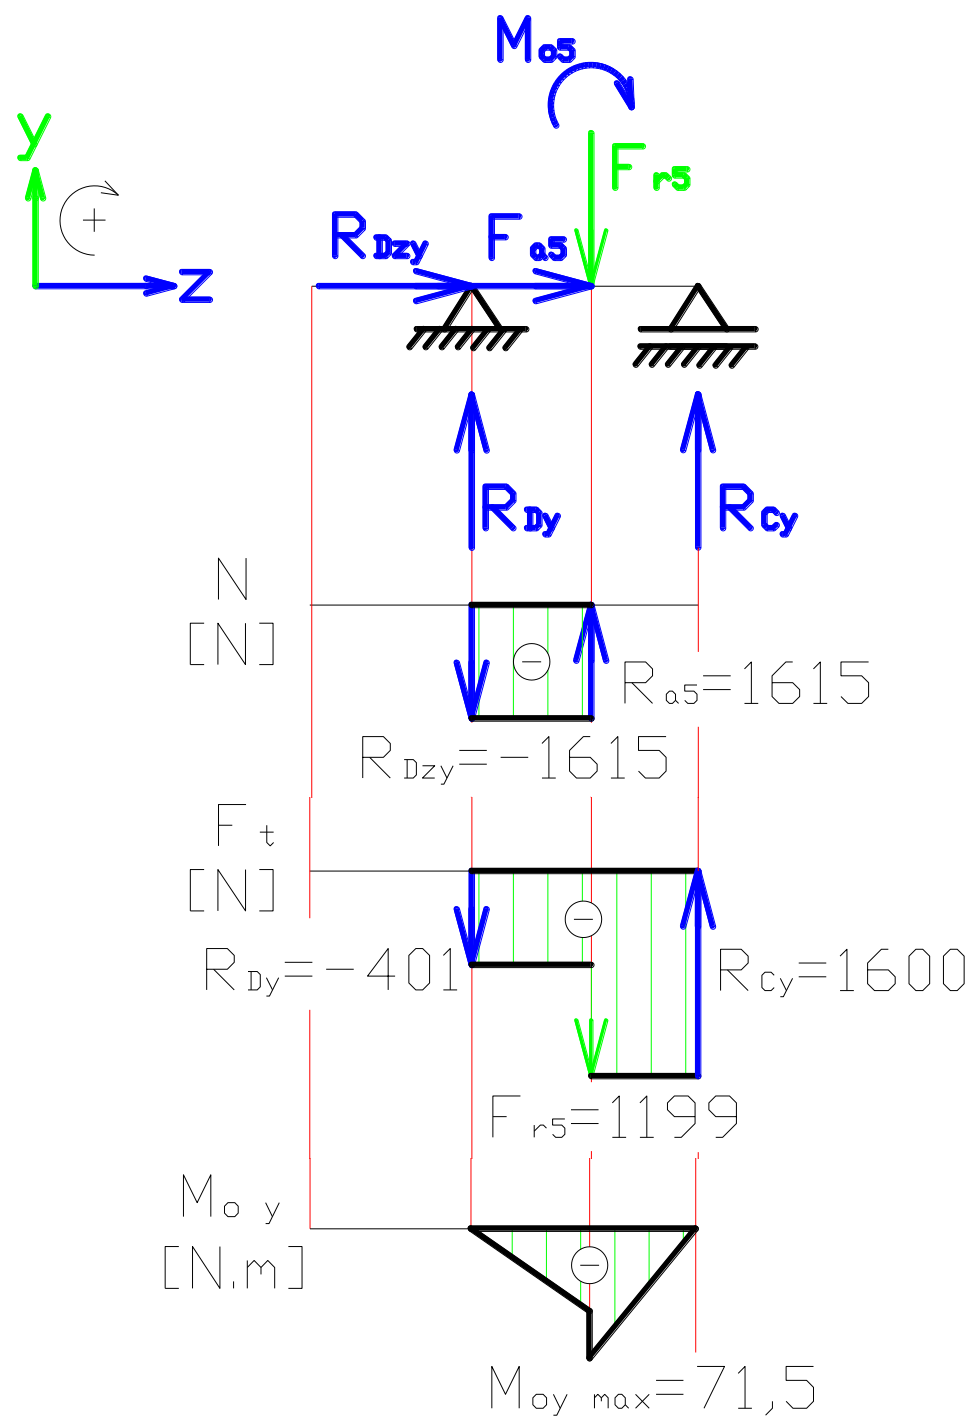 Mo5
y
Fr5
+
RDzy Fa5
z
RDy RCy
N
[N]
−
Ra5=1615
RDzy=-1615
Ft
[N]
−
RDy=-401
RCy=1600
Fr5=1199
Mo y
[N.m]
−
Moy max=71,5